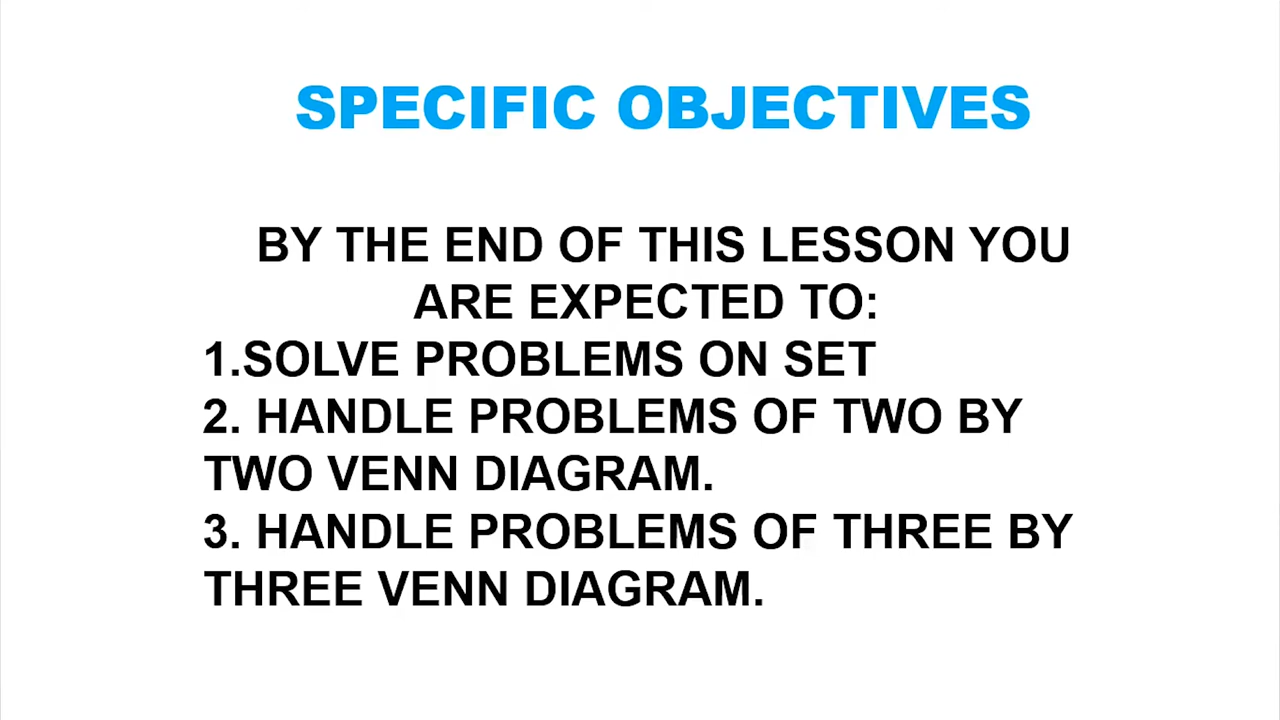 SPECIFIC OBJECTIVES
BY THE END OF THIS LESSON YOU
ARE EXPECTED TO:
1.SOLVE PROBLEMS ON SET
2. HANDLE PROBLEMS OF TWO BY
TWO VENN DIAGRAM.
3. HANDLE PROBLEMS OF THREE BY
THREE VENN DIAGRAM.